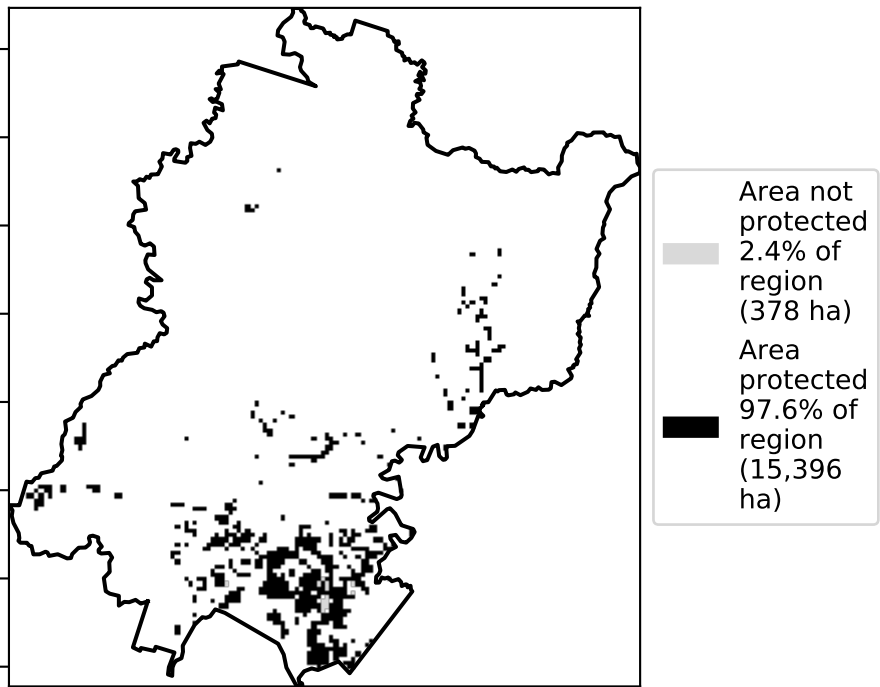 Area not
protected
2.4% of
region
(378 ha)
Area
protected
97.6% of
region
(15,396
ha)